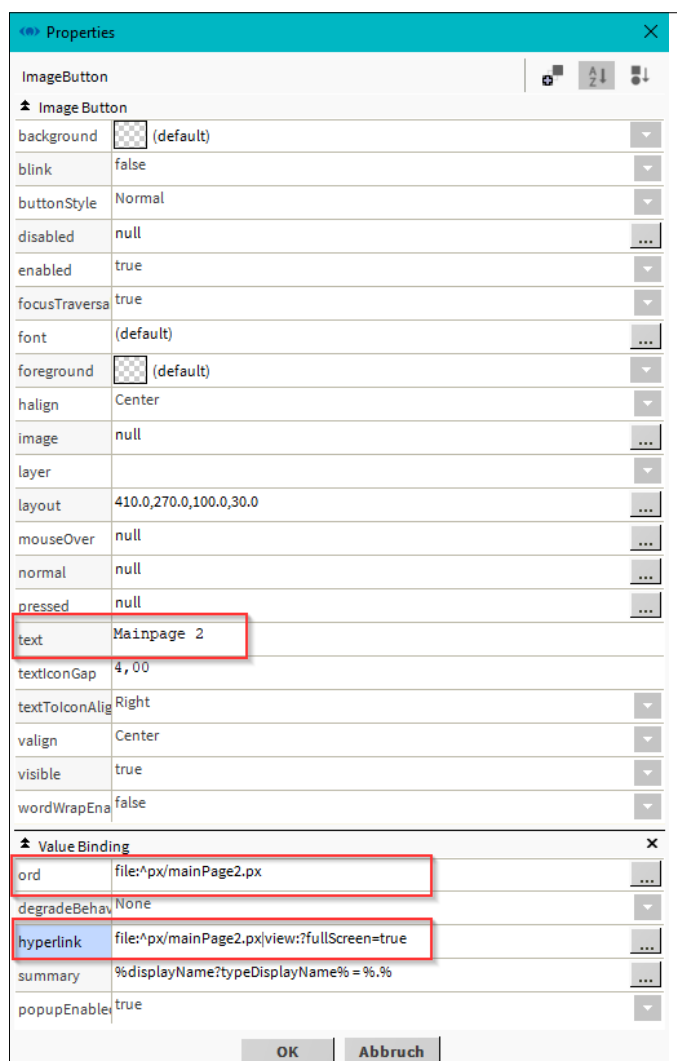 Properties
ImageButton
Image Button
background (default)
blink false
buttonStyle Normal
disabled null ...
enabled true
focusTraversa true
font (default) ...
foreground (default)
halign Center
image null ...
layer
layout 410.0,270.0,100.0,30.0 ...
mouseOver null ...
normal null ...
pressed null ...
text Mainpage 2
textIconGap 4,00
textToIconAlig Right
valign Center
visible true
wordWrapEna false
Value Binding
ord file:^px/mainPage2.px ...
degradeBehav None
hyperlink file:^px/mainPage2.px|view:?fullScreen=true ...
summary %displayName?typeDisplayName% = %.% ...
popupEnable true
OK Abbruch